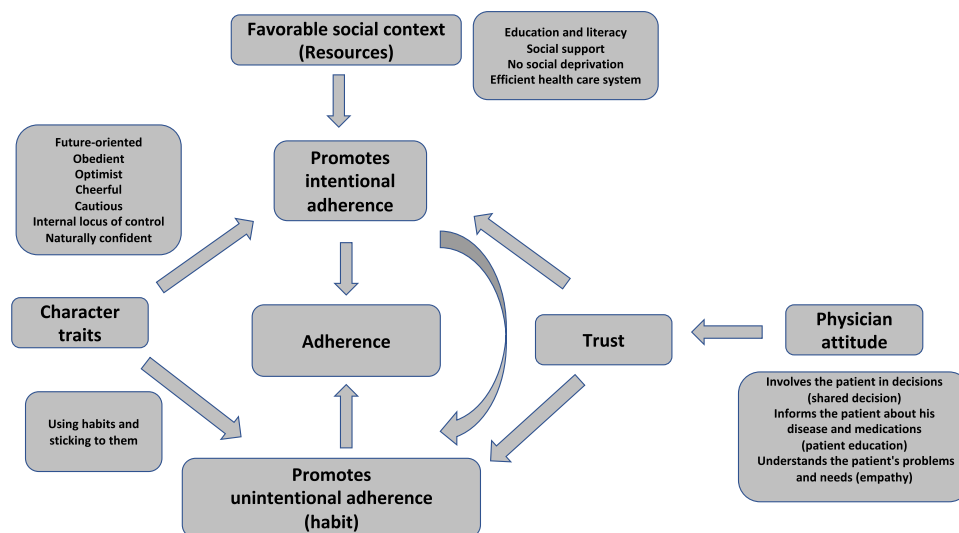 Favorable social context
(Resources)
Education and literacy
Social support
No social deprivation
Efficient health care system
Future-oriented
Obedient
Optimist
Cheerful
Cautious
Internal locus of control
Naturally confident
Promotes
intentional
adherence
Character
traits
Adherence
Trust
Physician
attitude
Using habits and
sticking to them
Involves the patient in decisions
(shared decision)
Informs the patient about his
disease and medications
(patient education)
Understands the patient's problems
and needs (empathy)
Promotes
unintentional adherence
(habit)